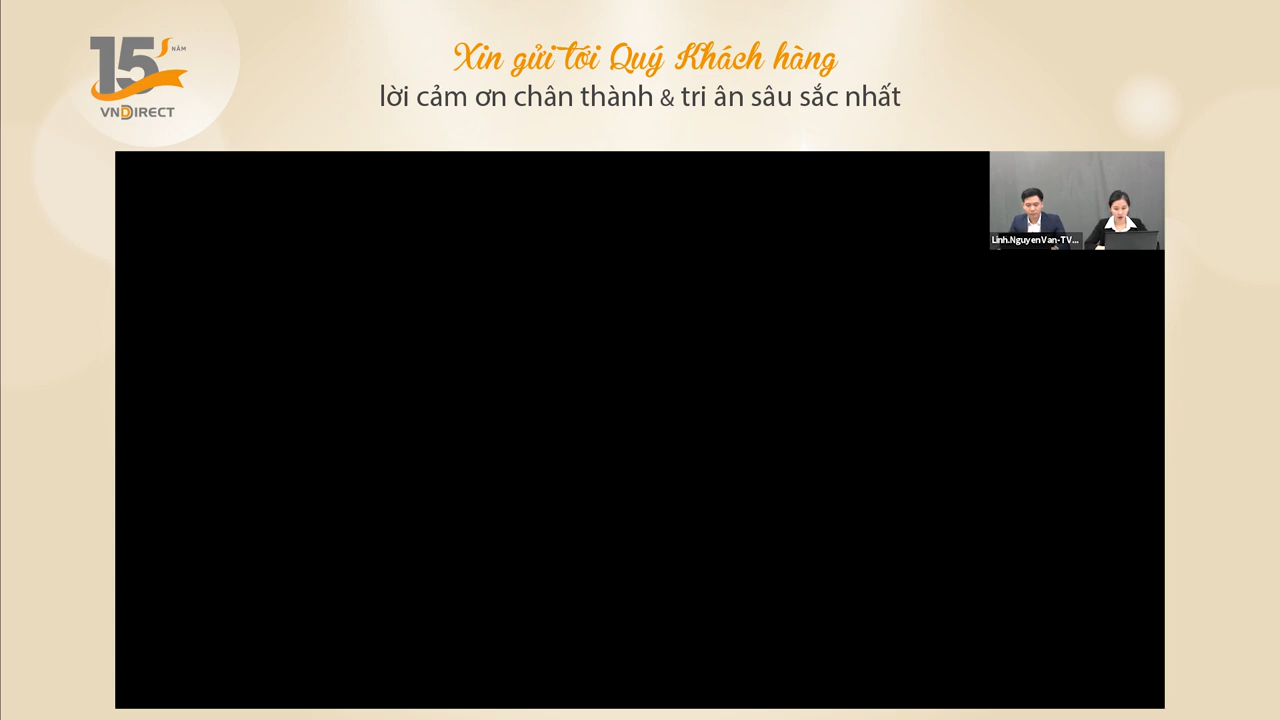 15 NĂM
VNDIRECT
Xin gửi tới Quý Khách hàng
lời cảm ơn chân thành & tri ân sâu sắc nhất
Linh.NguyenVan-TV...